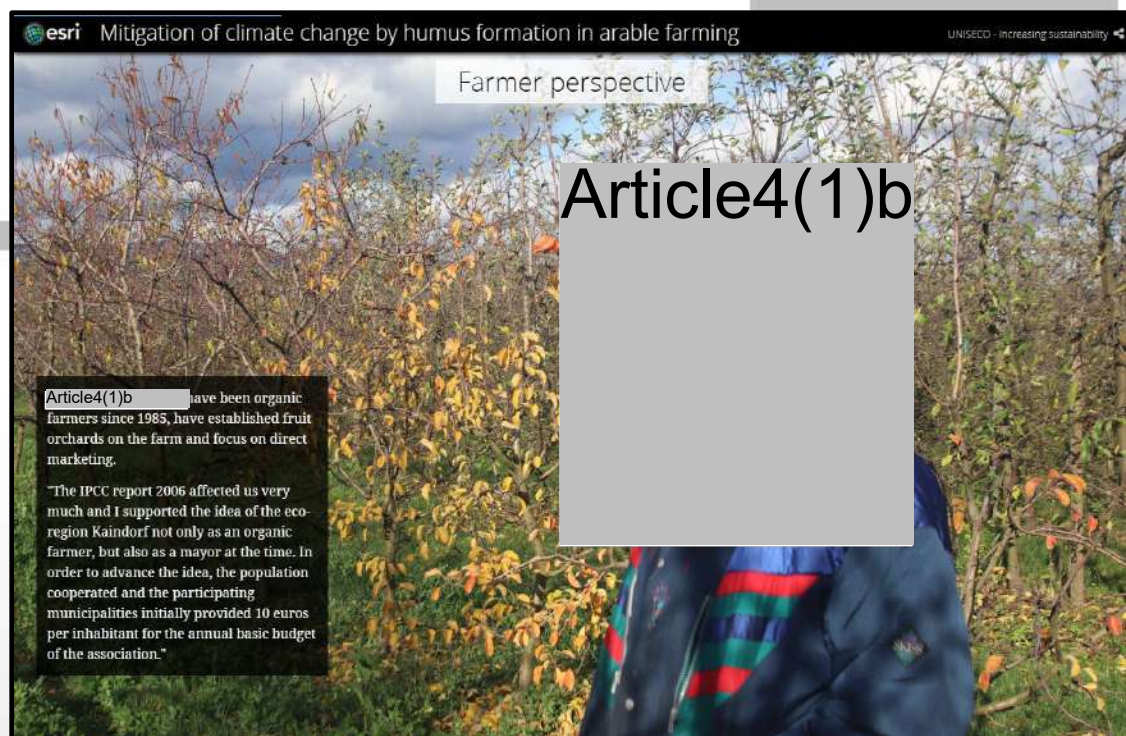 esri Mitigation of climate change by humus formation in arable farming
UNISECO - increasing sustainability
Farmer perspective
Article4(1)b
Article4(1)b have been organic
farmers since 1985, have established fruit
orchards on the farm and focus on direct
marketing.
"The IPCC report 2006 affected us very
much and I supported the idea of the eco-
region Kaindorf not only as an organic
farmer, but also as a mayor at the time. In
order to advance the idea, the population
cooperated and the participating
municipalities initially provided 10 euros
per inhabitant for the annual basic budget
of the association."